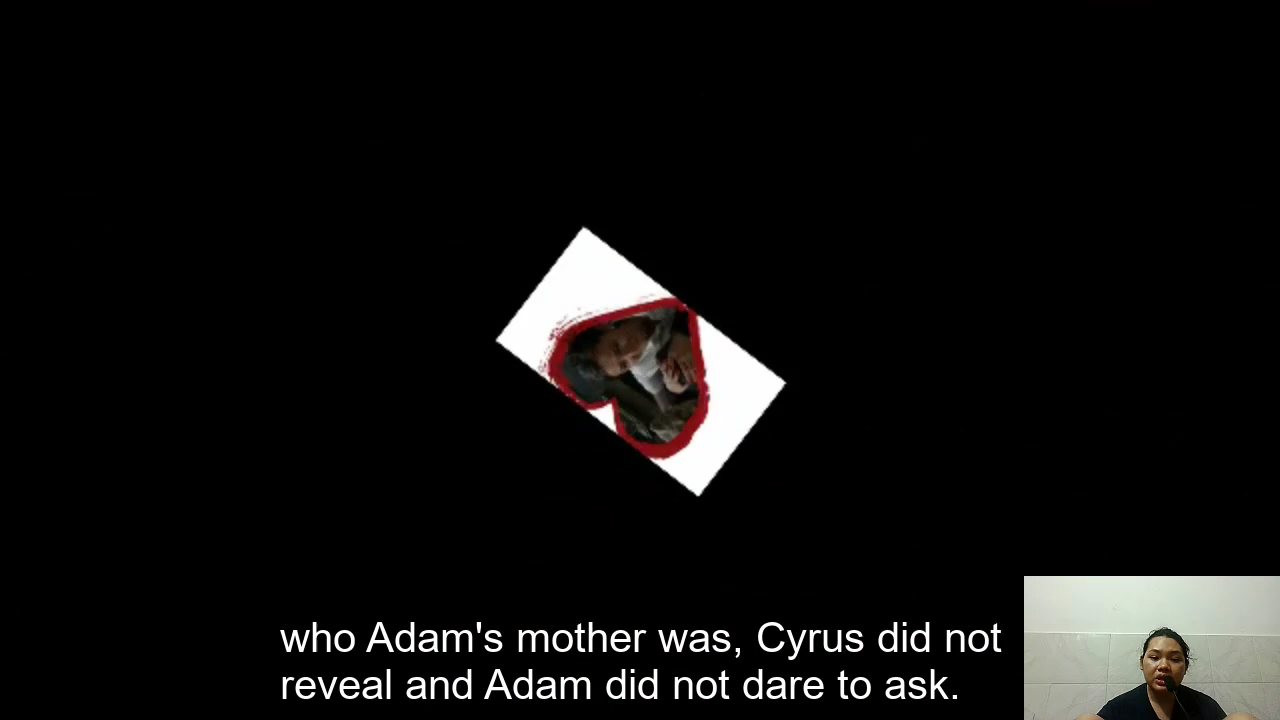 who Adam's mother was, Cyrus did not
reveal and Adam did not dare to ask.